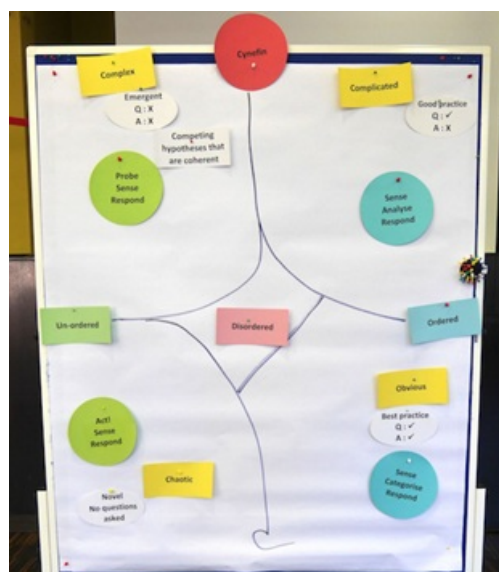 Cynefin
Complex
Emergent
Q : X
A : X
Competing
hypotheses that
are coherent
Probe
Sense
Respond
Complicated
Good practice
Q : ✓
A : X
Sense
Analyse
Respond
Un-ordered
Disordered
Ordered
Act!
Sense
Respond
Chaotic
Novel
No questions
asked
Obvious
Best practice
Q : ✓
A : ✓
Sense
Categorise
Respond